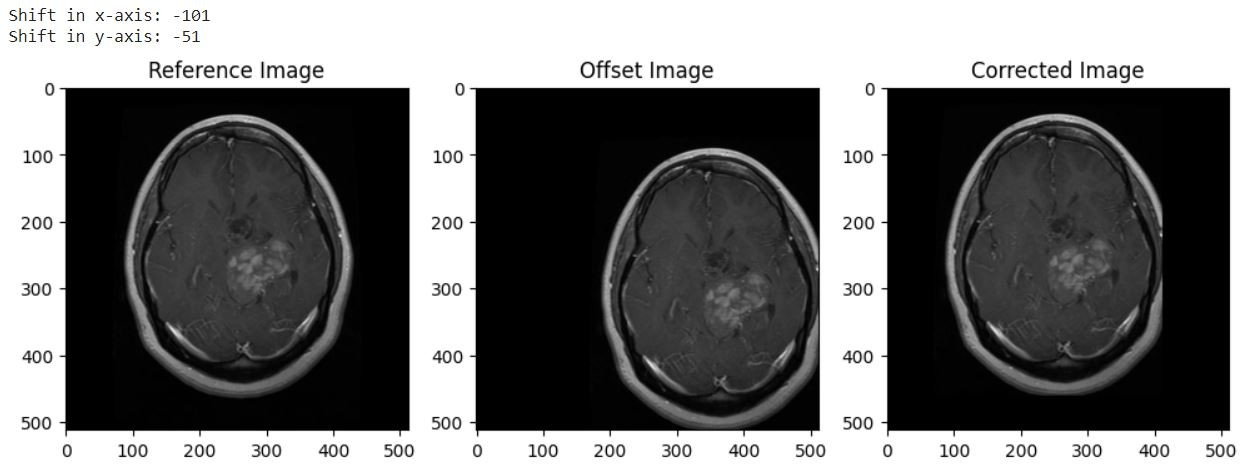 Shift in x-axis: -101
Shift in y-axis: -51
Reference Image
Offset Image
Corrected Image
0
100
200
300
400
500
0 100 200 300 400 500
0
100
200
300
400
500
0 100 200 300 400 500
0
100
200
300
400
500
0 100 200 300 400 500